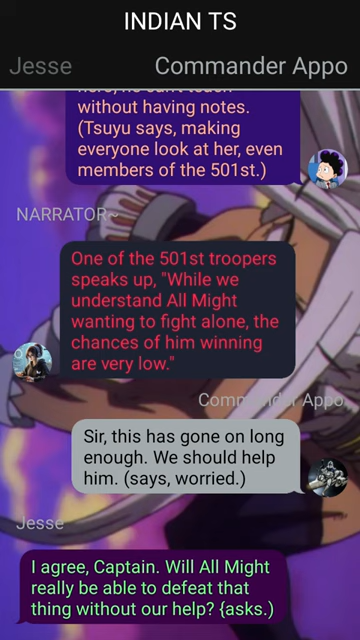 INDIAN TS
Jesse
Commander Appo
without having notes.
(Tsuyu says, making
everyone look at her, even
members of the 501st.)
NARRATOR~
One of the 501st troopers
speaks up, "While we
understand All Might
wanting to fight alone, the
chances of him winning
are very low."
Commander Appo
Sir, this has gone on long
enough. We should help
him. (says, worried.)
Jesse
I agree, Captain. Will All Might
really be able to defeat that
thing without our help? {asks.)